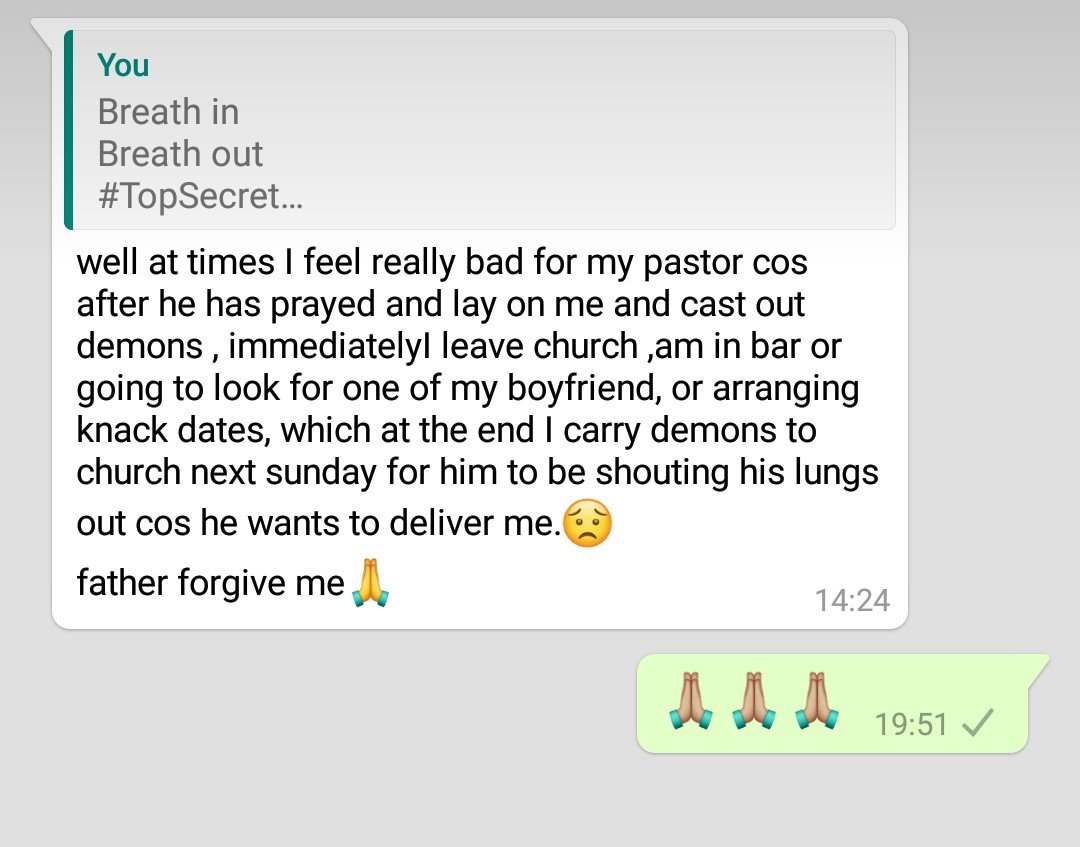 You
Breath in
Breath out
#TopSecret...
well at times I feel really bad for my pastor cos
after he has prayed and lay on me and cast out
demons , immediatelyI leave church ,am in bar or
going to look for one of my boyfriend, or arranging
knack dates, which at the end I carry demons to
church next sunday for him to be shouting his lungs
out cos he wants to deliver me.😟
father forgive me🙏
14:24
🙏🏽🙏🏽🙏🏽 19:51